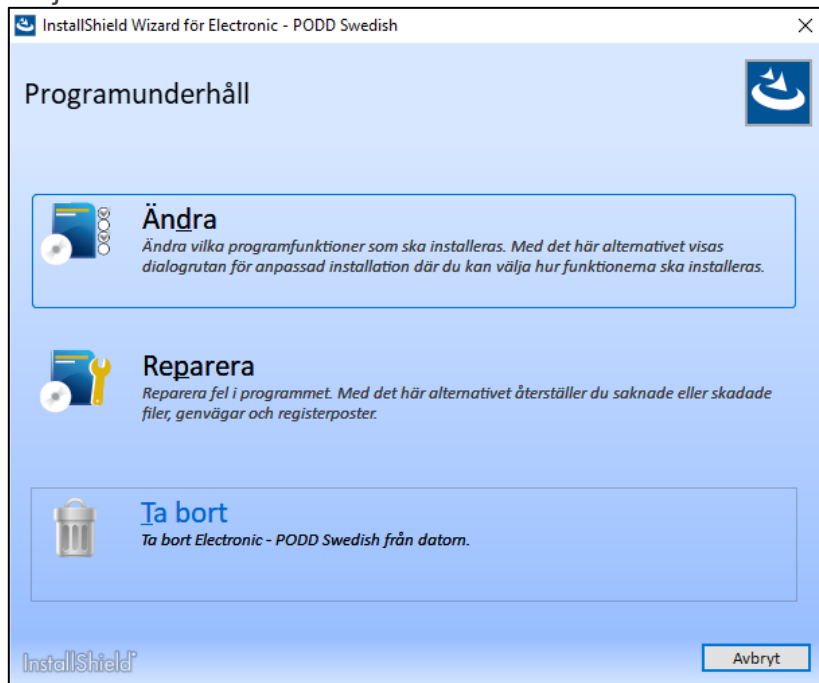 InstallShield Wizard för Electronic - PODD Swedish
Programunderhåll
Ändra
Ändra vilka programfunktioner som ska installeras. Med det här alternativet visas
dialogrutan för anpassad installation där du kan välja hur funktionerna ska installeras.
Reparera
Reparera fel i programmet. Med det här alternativet återställer du saknade eller skadade
filer, genvägar och registerposter.
Ta bort
Ta bort Electronic - PODD Swedish från datorn.
InstallShield
Avbryt